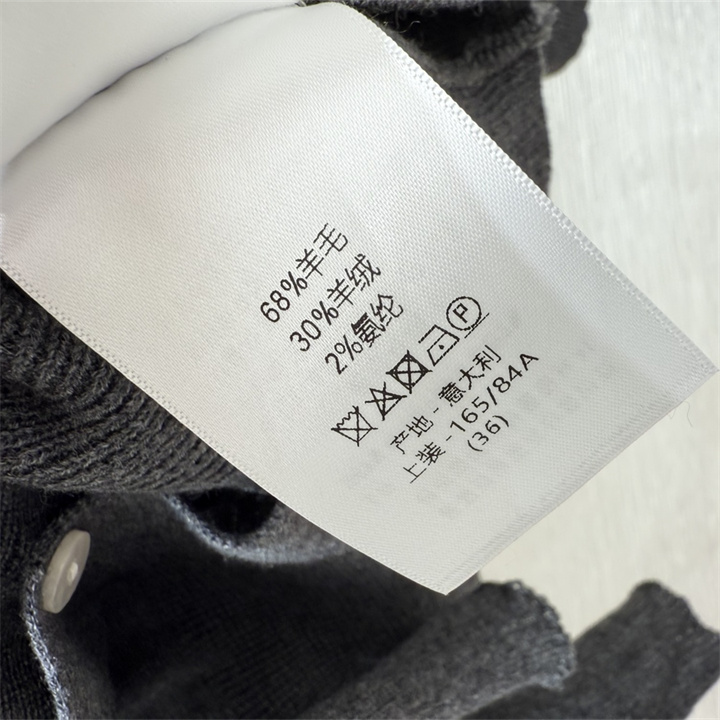 68%羊毛
30%羊绒
2%氨纶
P
产地 - 意大利
上装 - 165/84A
(36)